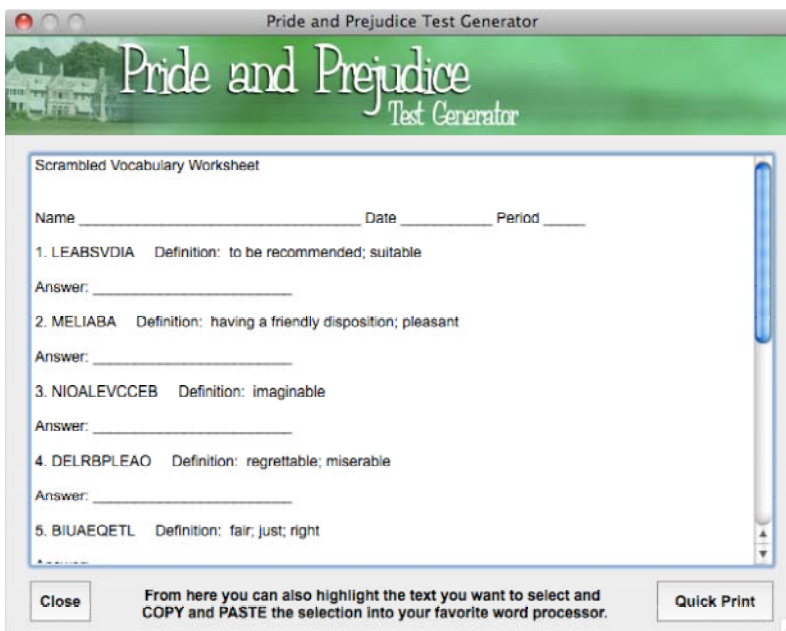 Pride and Prejudice Test Generator
Pride and Prejudice
Test Generator
Scrambled Vocabulary Worksheet
Name __________________________________ Date ___________ Period _____
1. LEABSVDIA Definition: to be recommended; suitable
Answer: ________________________
2. MELIABA Definition: having a friendly disposition; pleasant
Answer: ________________________
3. NIOALEVCCEB Definition: imaginable
Answer: ________________________
4. DELRBPLEAO Definition: regrettable; miserable
Answer: ________________________
5. BIUAEQETL Definition: fair; just; right
Close
From here you can also highlight the text you want to select and
COPY and PASTE the selection into your favorite word processor.
Quick Print